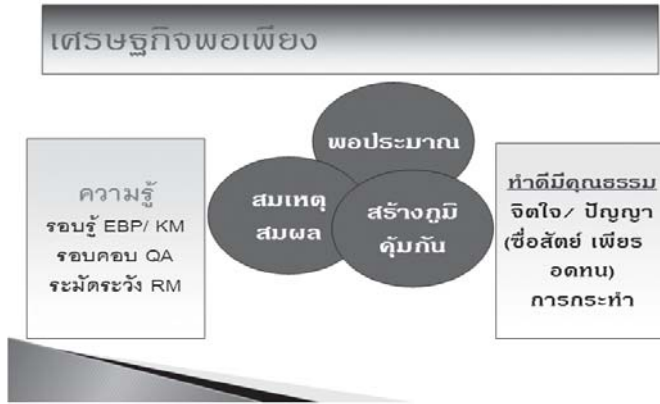 เศรษฐกิจพอเพียง
พอประมาณ
สมเหตุ
สมผล
สร้างภูมิ
คุ้มกัน
ความรู้
รอบรู้ EBP/ KM
รอบคอบ QA
ระมัดระวัง RM
ทำดีมีคุณธรรม
จิตใจ/ ปัญญา
(ซื่อสัตย์ เพียร
อดทน)
การกระทำ